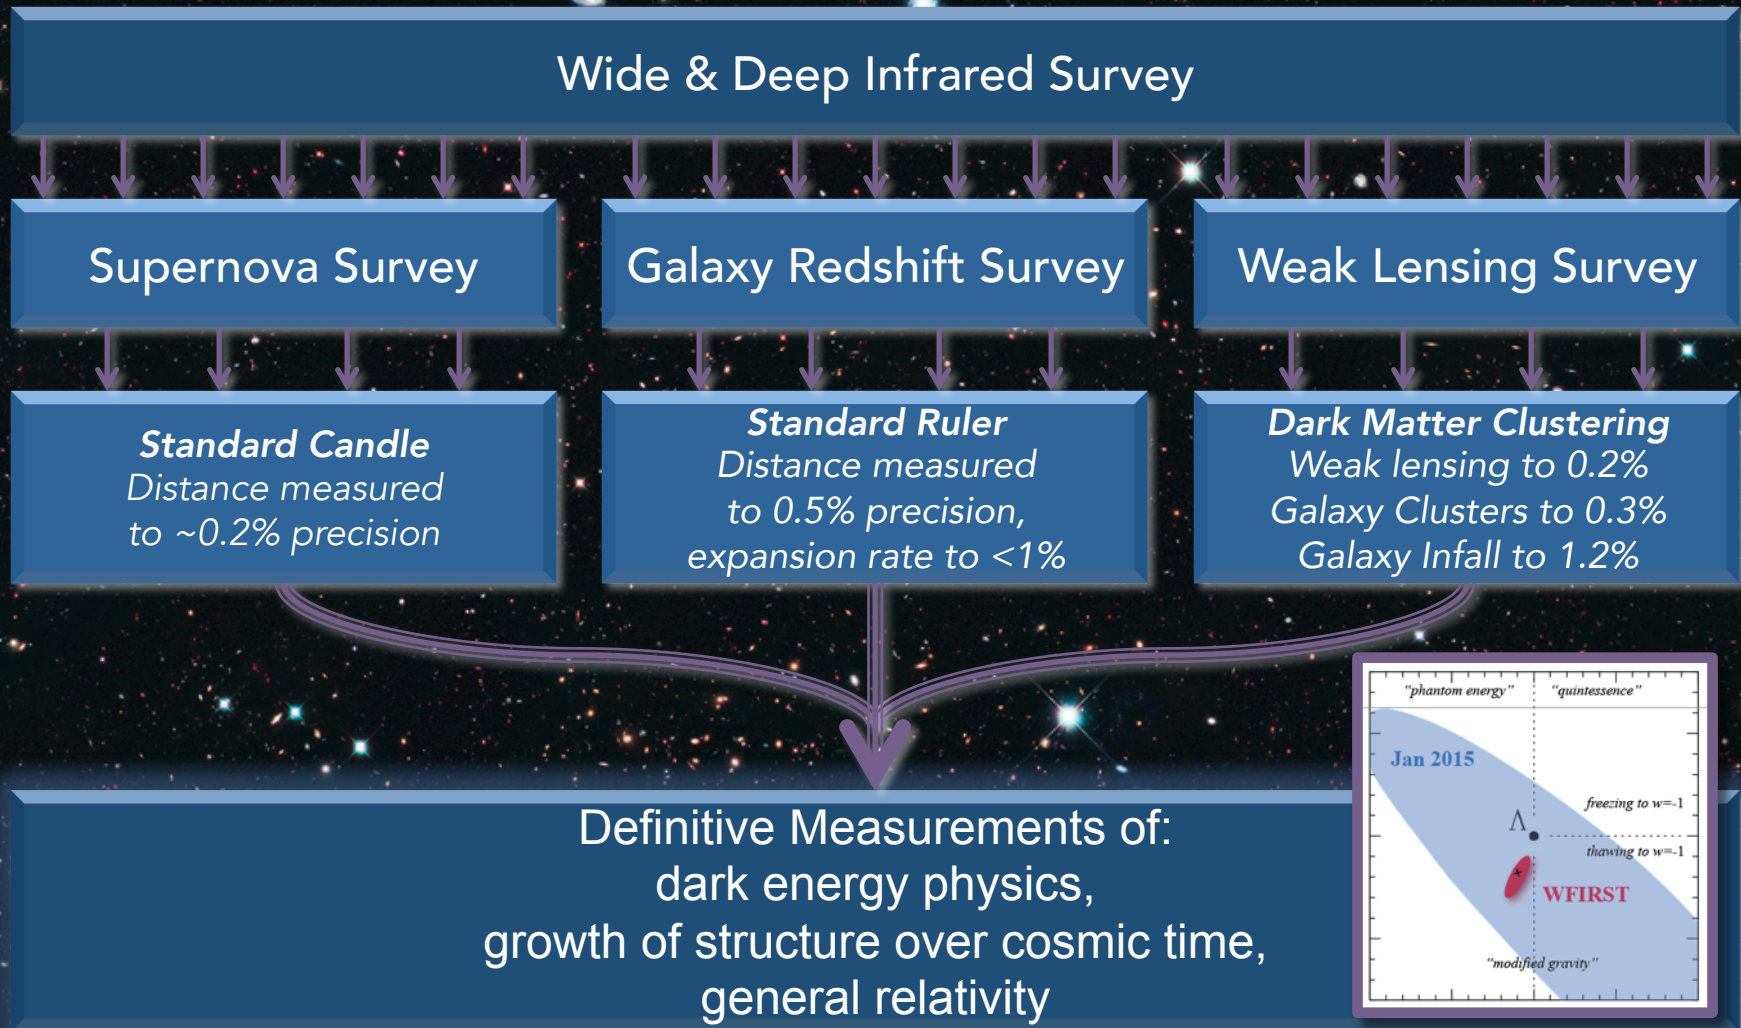 Wide & Deep Infrared Survey
Supernova Survey
Galaxy Redshift Survey
Weak Lensing Survey
Standard Candle
Distance measured
to ~0.2% precision
Standard Ruler
Distance measured
to 0.5% precision,
expansion rate to <1%
Dark Matter Clustering
Weak lensing to 0.2%
Galaxy Clusters to 0.3%
Galaxy Infall to 1.2%
Definitive Measurements of:
dark energy physics,
growth of structure over cosmic time,
general relativity
"phantom energy"
"quintessence"
Jan 2015
freezing to w=-1
Λ
thawing to w=-1
x
WFIRST
"modified gravity"